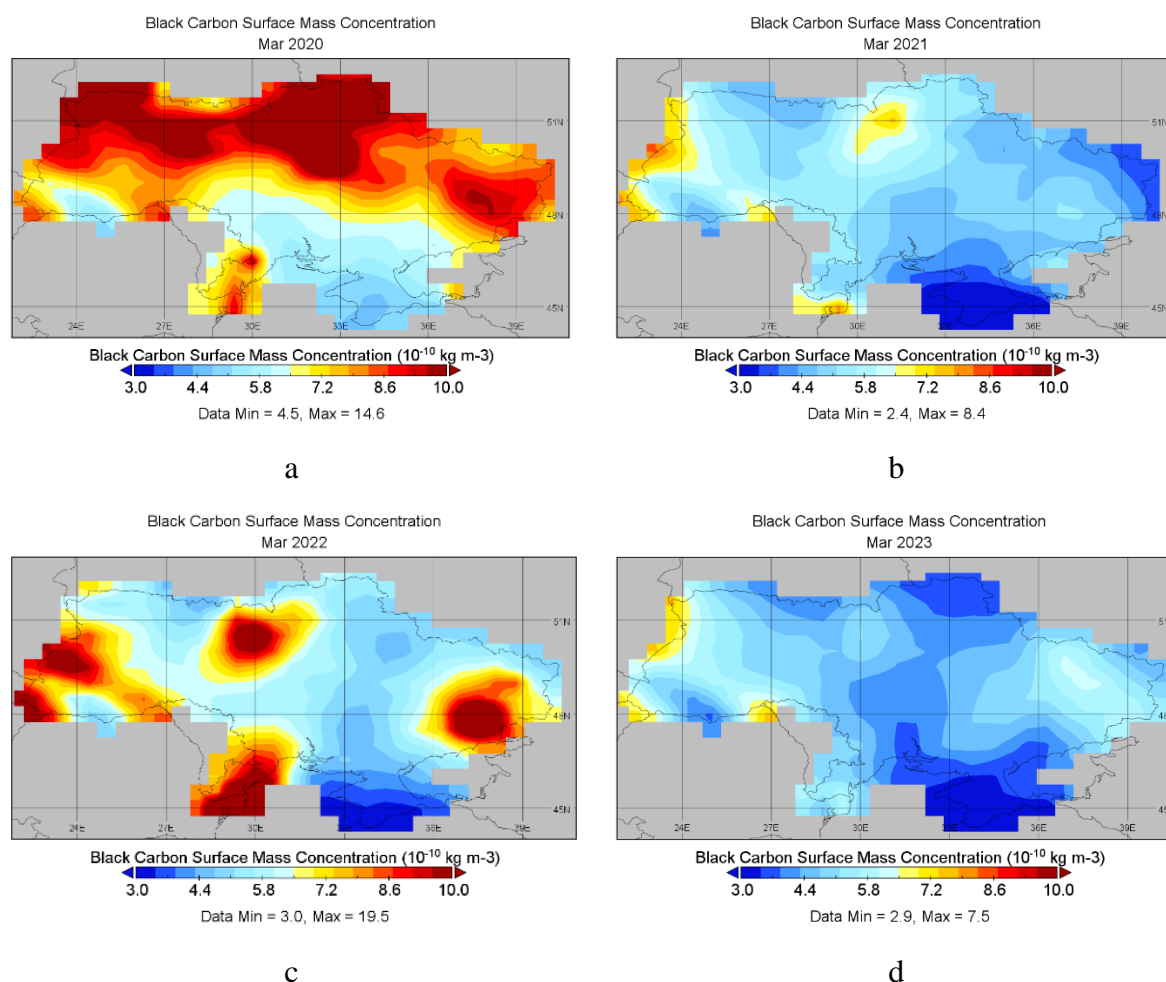 Black Carbon Surface Mass Concentration
Mar 2020
51N
48N
45N
24E 27E 30E 33E 36E 39E
Black Carbon Surface Mass Concentration (10-10 kg m-3)
3.0 4.4 5.8 7.2 8.6 10.0
Data Min = 4.5, Max = 14.6
a
Black Carbon Surface Mass Concentration
Mar 2021
51N
48N
45N
24E 27E 30E 33E 36E 39E
Black Carbon Surface Mass Concentration (10-10 kg m-3)
3.0 4.4 5.8 7.2 8.6 10.0
Data Min = 2.4, Max = 8.4
b
Black Carbon Surface Mass Concentration
Mar 2022
51N
48N
45N
24E 27E 30E 33E 36E 39E
Black Carbon Surface Mass Concentration (10-10 kg m-3)
3.0 4.4 5.8 7.2 8.6 10.0
Data Min = 3.0, Max = 19.5
c
Black Carbon Surface Mass Concentration
Mar 2023
51N
48N
45N
24E 27E 30E 33E 36E 39E
Black Carbon Surface Mass Concentration (10-10 kg m-3)
3.0 4.4 5.8 7.2 8.6 10.0
Data Min = 2.9, Max = 7.5
d